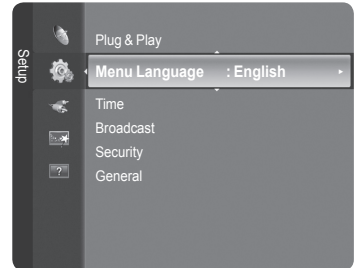 Setup
Plug & Play
Menu Language : English
Time
Broadcast
Security
General
?